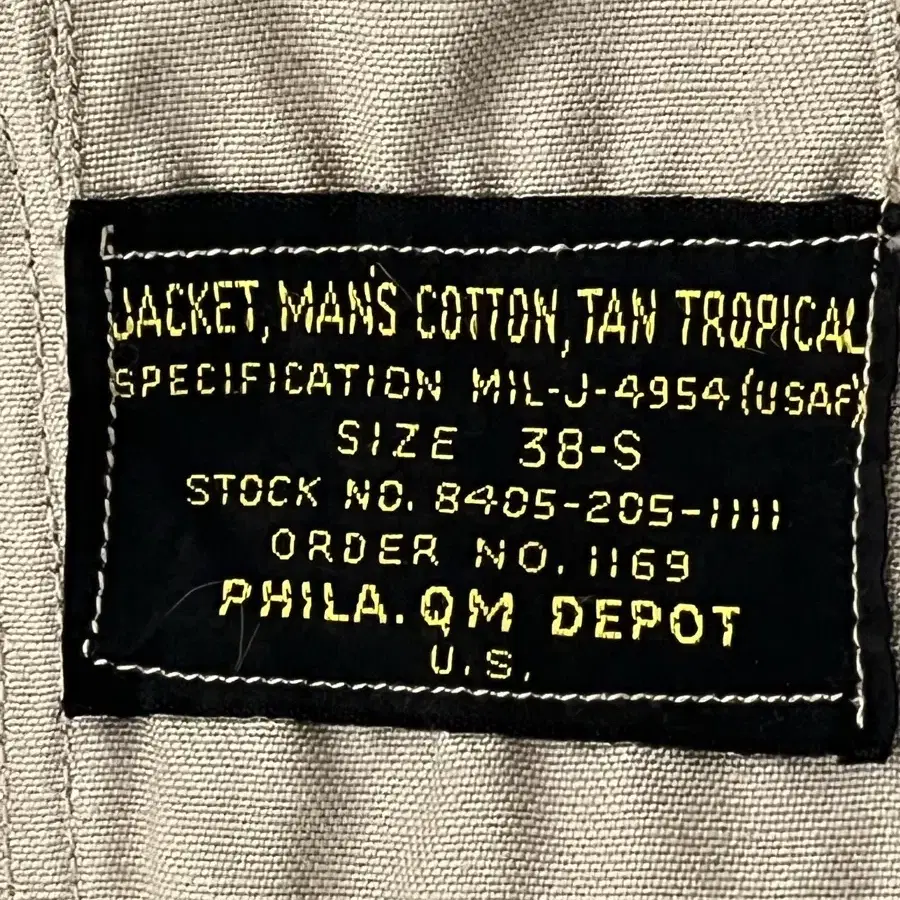 JACKET, MAN'S COTTON, TAN TROPICAL
SPECIFICATION MIL-J-4954 (USAF)
SIZE 38-S
STOCK NO. 8405-205-1111
ORDER NO. 1169
PHILA. QM DEPOT
U.S.